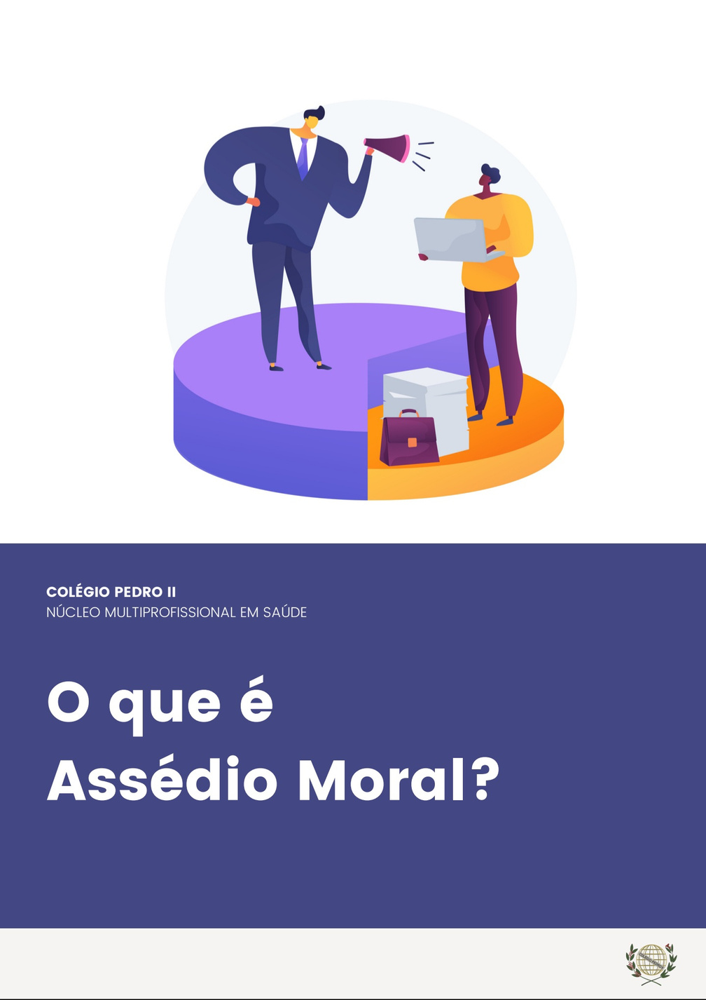 COLÉGIO PEDRO II
NÚCLEO MULTIPROFISSIONAL EM SAÚDE
O que é
Assédio Moral?